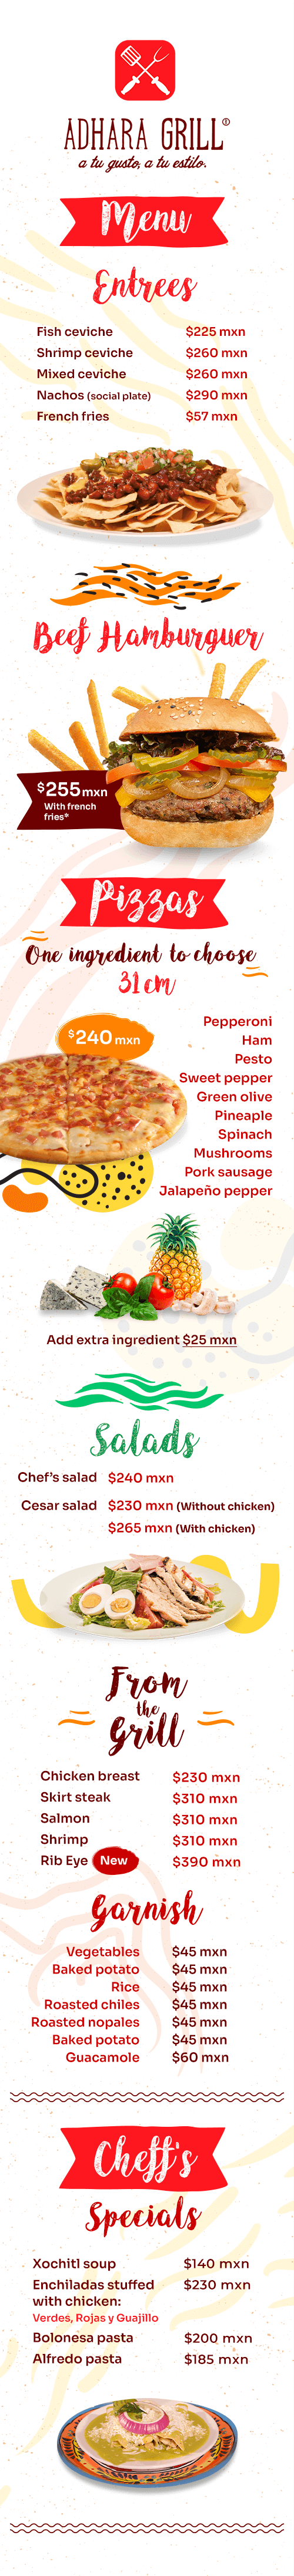 ADHARA GRILL®
a tu gusto, a tu estilo.
Menu
Entrees
Fish ceviche $225 mxn
Shrimp ceviche $260 mxn
Mixed ceviche $260 mxn
Nachos (social plate) $290 mxn
French fries $57 mxn
Beef Hamburguer
$255 mxn
With french
fries*
Pizzas
One ingredient to choose
31 cm
$240 mxn
Pepperoni
Ham
Pesto
Sweet pepper
Green olive
Pineaple
Spinach
Mushrooms
Pork sausage
Jalapeño pepper
Add extra ingredient $25 mxn
Salads
Chef's salad $240 mxn
Cesar salad $230 mxn (Without chicken)
$265 mxn (With chicken)
From
the
Grill
Chicken breast $230 mxn
Skirt steak $310 mxn
Salmon $310 mxn
Shrimp $310 mxn
Rib Eye New $390 mxn
Garnish
Vegetables $45 mxn
Baked potato $45 mxn
Rice $45 mxn
Roasted chiles $45 mxn
Roasted nopales $45 mxn
Baked potato $45 mxn
Guacamole $60 mxn
Cheff's
Specials
Xochitl soup $140 mxn
Enchiladas stuffed $230 mxn
with chicken:
Verdes, Rojas y Guajillo
Bolonesa pasta $200 mxn
Alfredo pasta $185 mxn